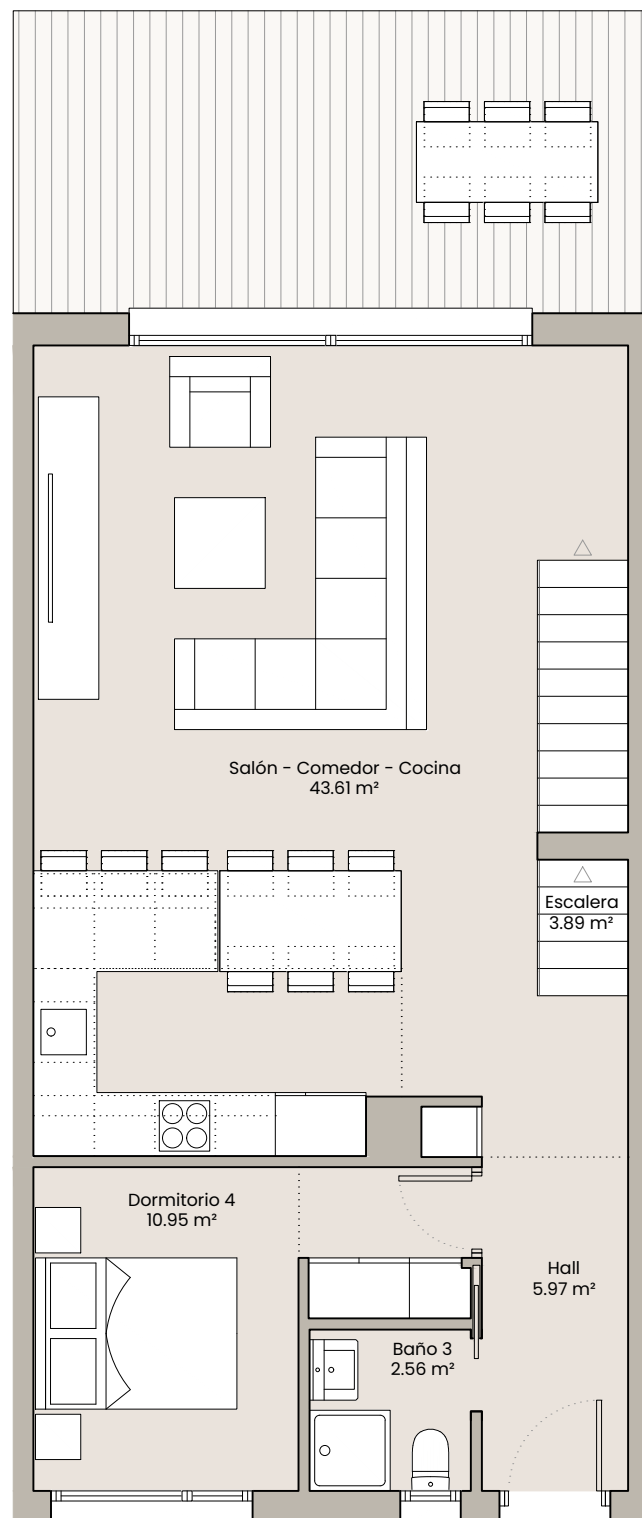 Salón - Comedor - Cocina
43.61 m²
Escalera
3.89 m²
Dormitorio 4
10.95 m²
Hall
5.97 m²
Baño 3
2.56 m²